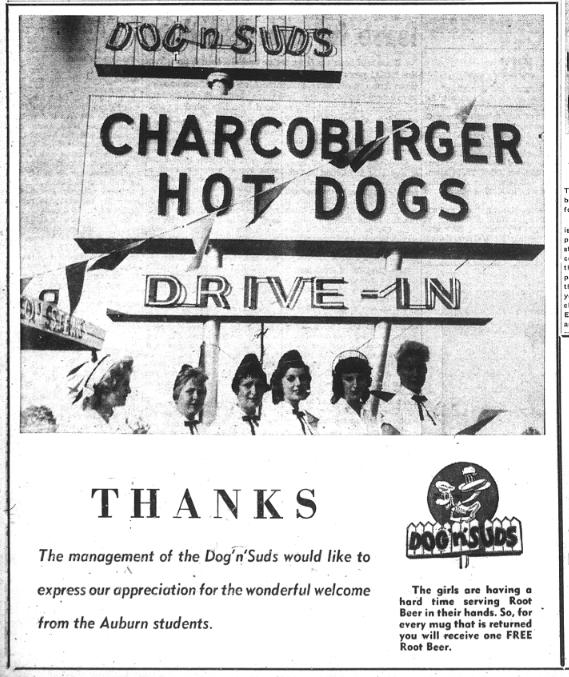 DOG n SUDS
CHARCOBURGER
HOT DOGS
DRIVE-IN
THANKS
The management of the Dog'n'Suds would like to
express our appreciation for the wonderful welcome
from the Auburn students.
DOG'n'SUDS
The girls are having a
hard time serving Root
Beer in their hands. So, for
every mug that is returned
you will receive one FREE
Root Beer.